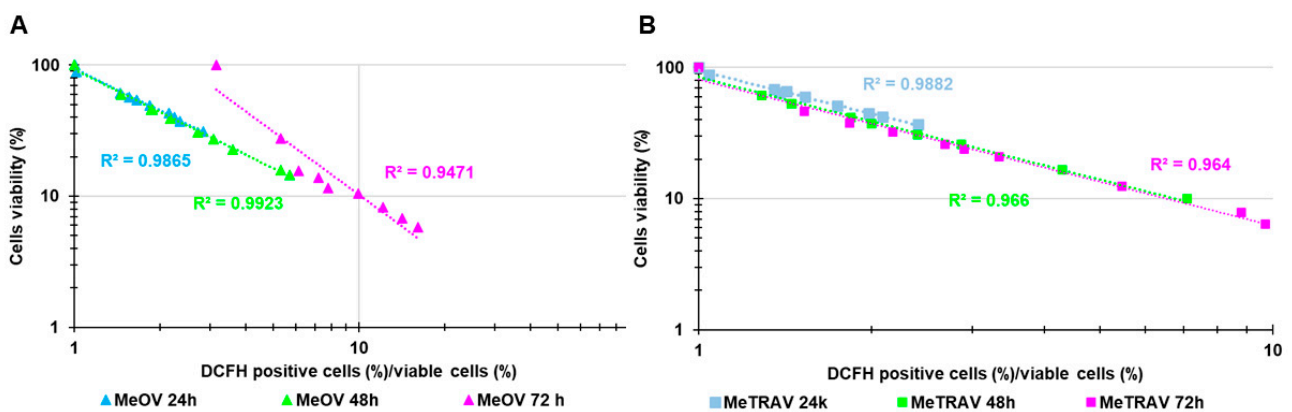 A
B
100
10
1
1
10
Cells viability (%)
R² = 0.9865
R² = 0.9923
R² = 0.9471
DCFH positive cells (%)/viable cells (%)
MeOV 24h
MeOV 48h
MeOV 72 h
100
10
1
1
10
Cells viability (%)
R² = 0.9882
R² = 0.964
R² = 0.966
DCFH positive cells (%)/viable cells (%)
MeTRAV 24k
MeTRAV 48h
MeTRAV 72h